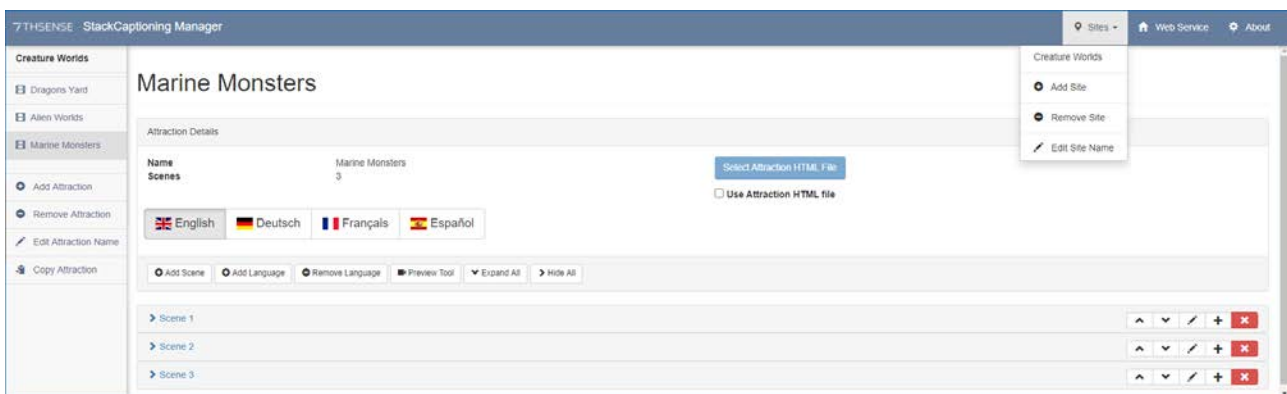 7THSENSE StackCaptioning Manager
Sites
Web Service
About
Creature Worlds
Dragons Yard
Alien Worlds
Marine Monsters
Add Attraction
Remove Attraction
Edit Attraction Name
Copy Attraction
Marine Monsters
Attraction Details
Name Marine Monsters
Scenes 3
Select Attraction HTML File
Use Attraction HTML file
English Deutsch Français Español
Add Scene Add Language Remove Language Preview Tool Expand All Hide All
Scene 1
Scene 2
Scene 3
Creature Worlds
Add Site
Remove Site
Edit Site Name